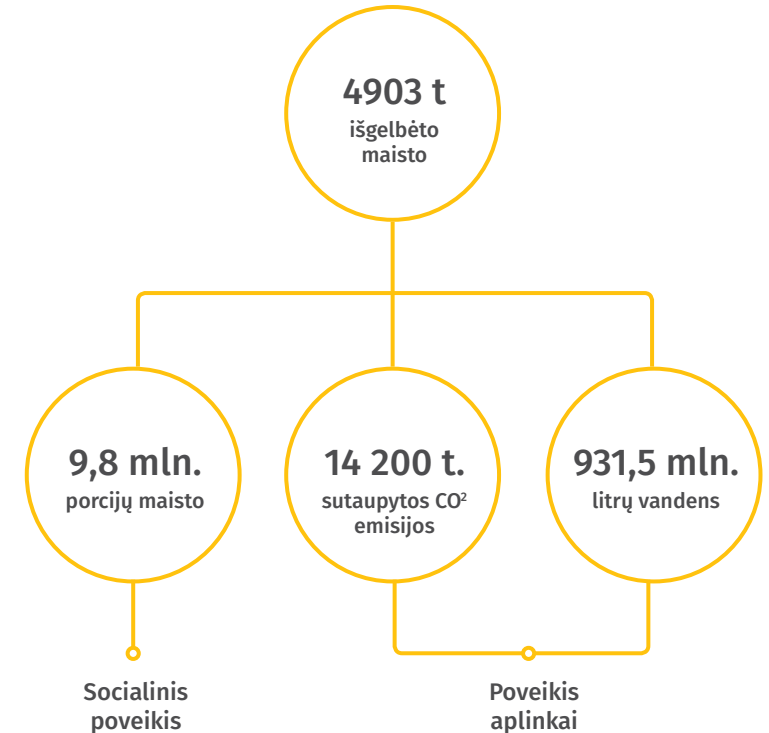 4903 t
išgelbėto
maisto
9,8 mln.
porcijų maisto
14 200 t.
sutaupytos CO²
emisijos
931,5 mln.
litrų vandens
Socialinis
poveikis
Poveikis
aplinkai